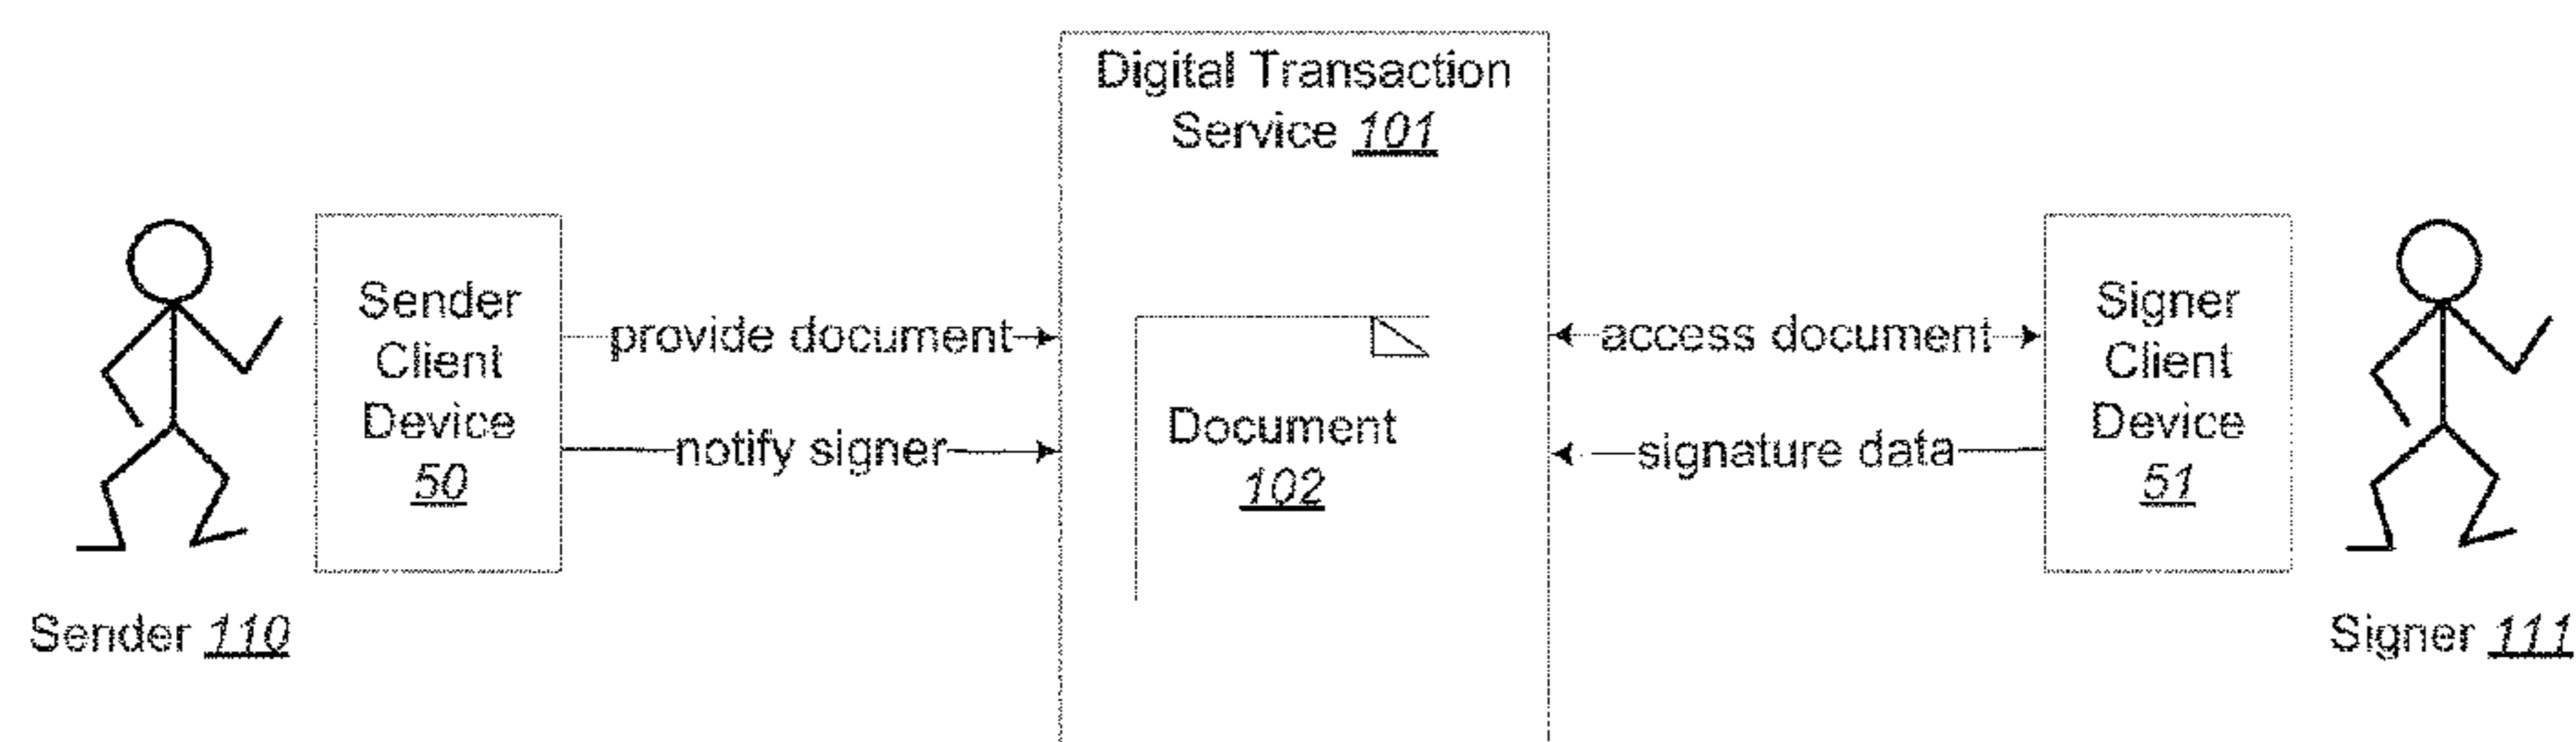 Digital Transaction
Service 101
Sender
Client
Device
50
provide document
notify signer
Document
102
access document
signature data
Signer
Client
Device
51
Sender 110
Signer 111